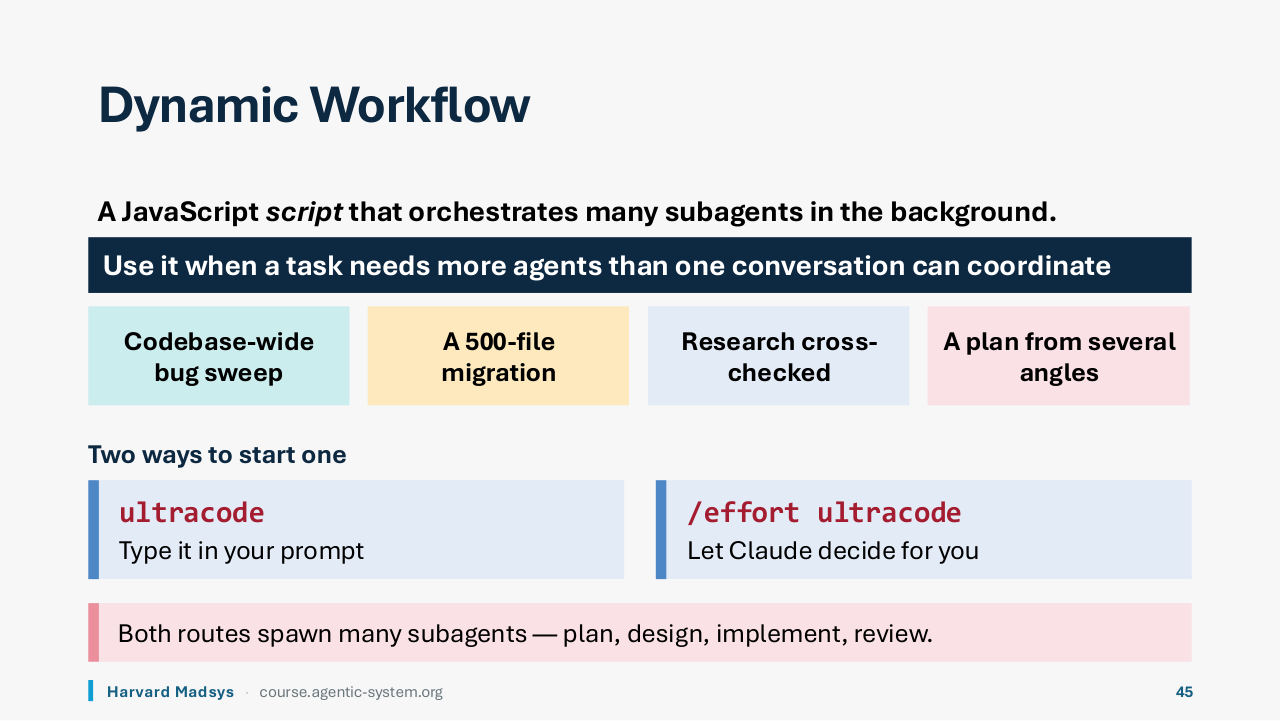 Dynamic Workflow
A JavaScript script that orchestrates many subagents in the background.
Use it when a task needs more agents than one conversation can coordinate
Codebase-wide
bug sweep
A 500-file
migration
Research cross-
checked
A plan from several
angles
Two ways to start one
ultracode
Type it in your prompt
/effort ultracode
Let Claude decide for you
Both routes spawn many subagents — plan, design, implement, review.
Harvard Madsys · course.agentic-system.org
45